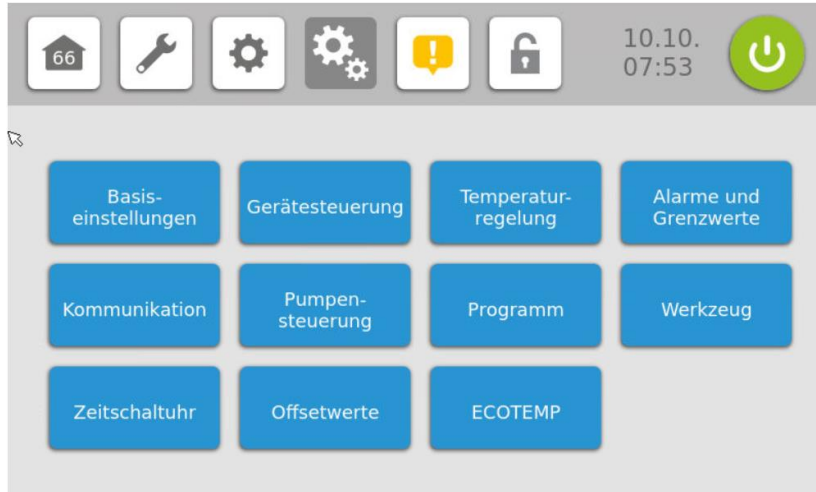 66
!
10.10.
07:53
Basis-
einstellungen
Gerätesteuerung
Temperatur-
regelung
Alarme und
Grenzwerte
Kommunikation
Pumpen-
steuerung
Programm
Werkzeug
Zeitschaltuhr
Offsetwerte
ECOTEMP